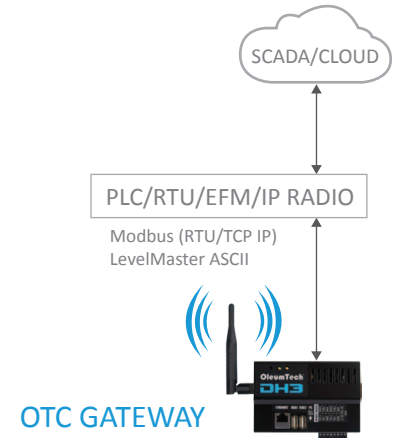 SCADA/CLOUD
PLC/RTU/EFM/IP RADIO
Modbus (RTU/TCP IP)
LevelMaster ASCII
OleumTech
DH3
OTC GATEWAY